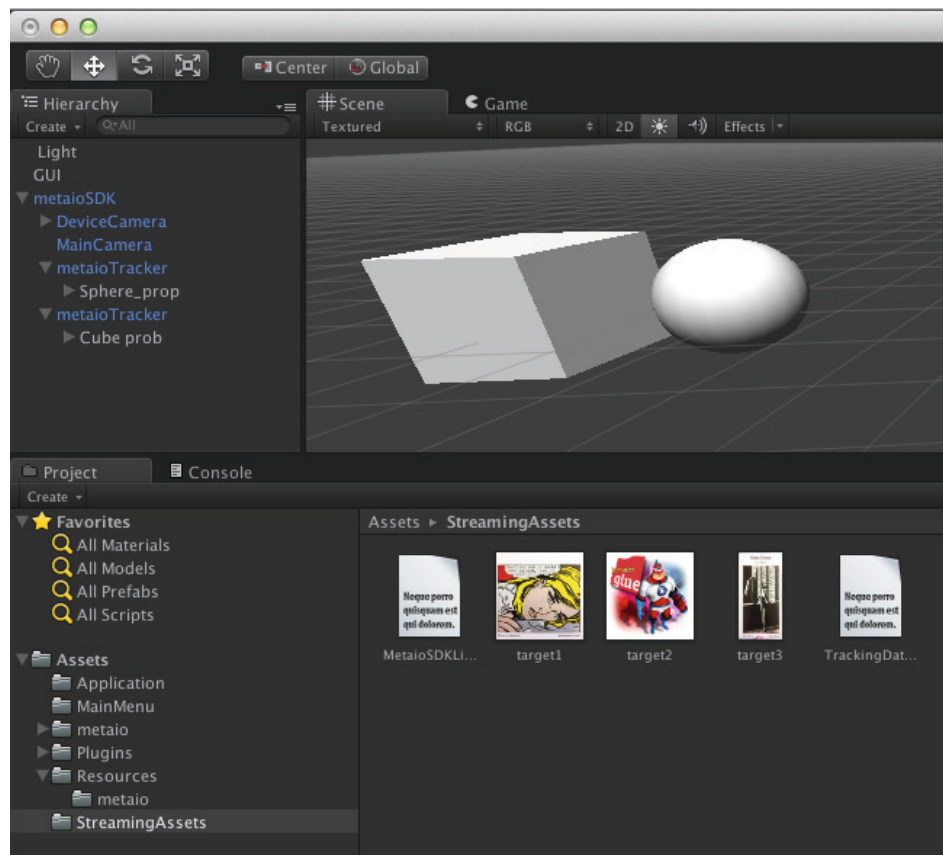 Center Global
Hierarchy
Create All
Light
GUI
metaioSDK
DeviceCamera
MainCamera
metaioTracker
Sphere_prop
metaioTracker
Cube prob
Scene Game
Textured RGB 2D Effects
Project Console
Create
Favorites
All Materials
All Models
All Prefabs
All Scripts
Assets
Application
MainMenu
metaio
Plugins
Resources
metaio
StreamingAssets
Assets StreamingAssets
Neque porro
quisquam est
qui dolorem.
glue
Neque porro
quisquam est
qui dolorem.
MetaioSDKLi... target1 target2 target3 TrackingDat...